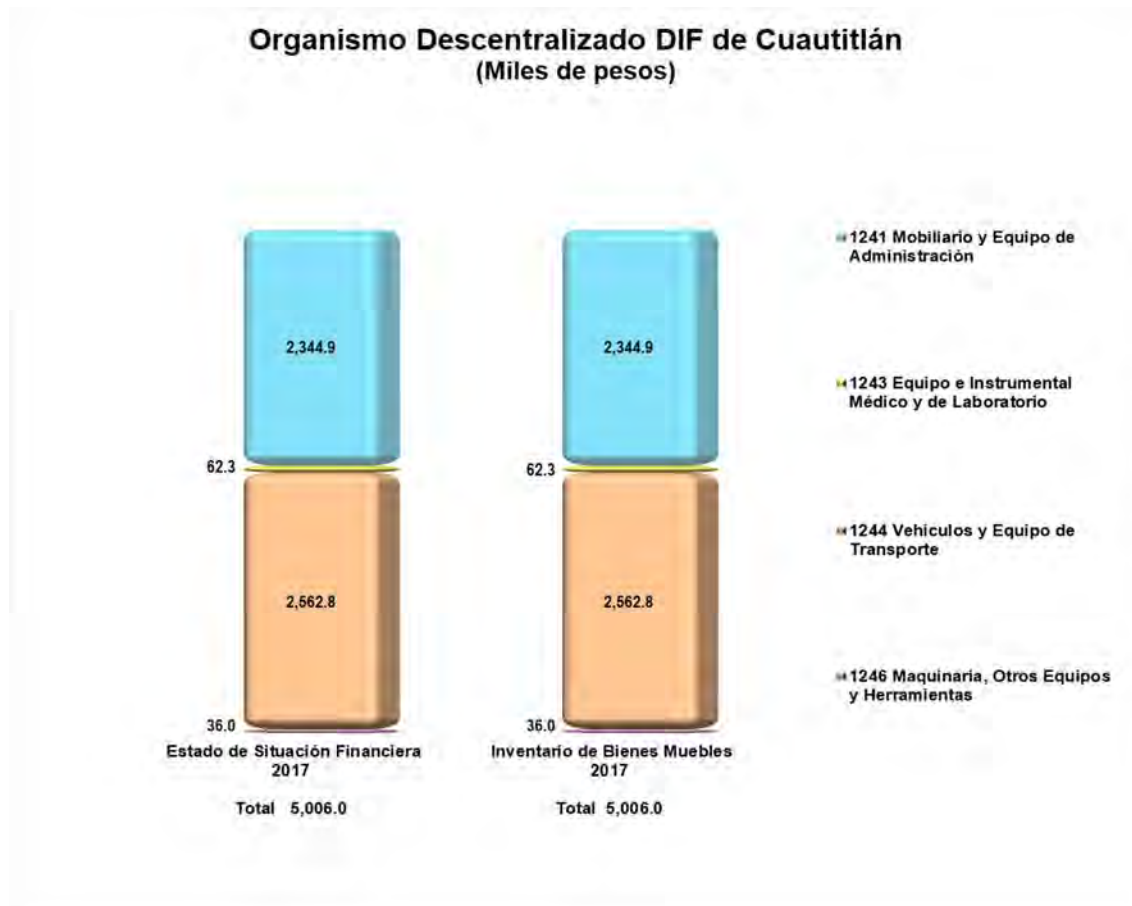 Organismo Descentralizado DIF de Cuautitlán
(Miles de pesos)
2,344.9
2,344.9
62.3
62.3
2,562.8
2,562.8
36.0
36.0
Estado de Situación Financiera
2017
Total 5,006.0
Inventario de Bienes Muebles
2017
Total 5,006.0
1241 Mobiliario y Equipo de
Administración
1243 Equipo e Instrumental
Médico y de Laboratorio
1244 Vehiculos y Equipo de
Transporte
1246 Maquinaria, Otros Equipos
y Herramientas